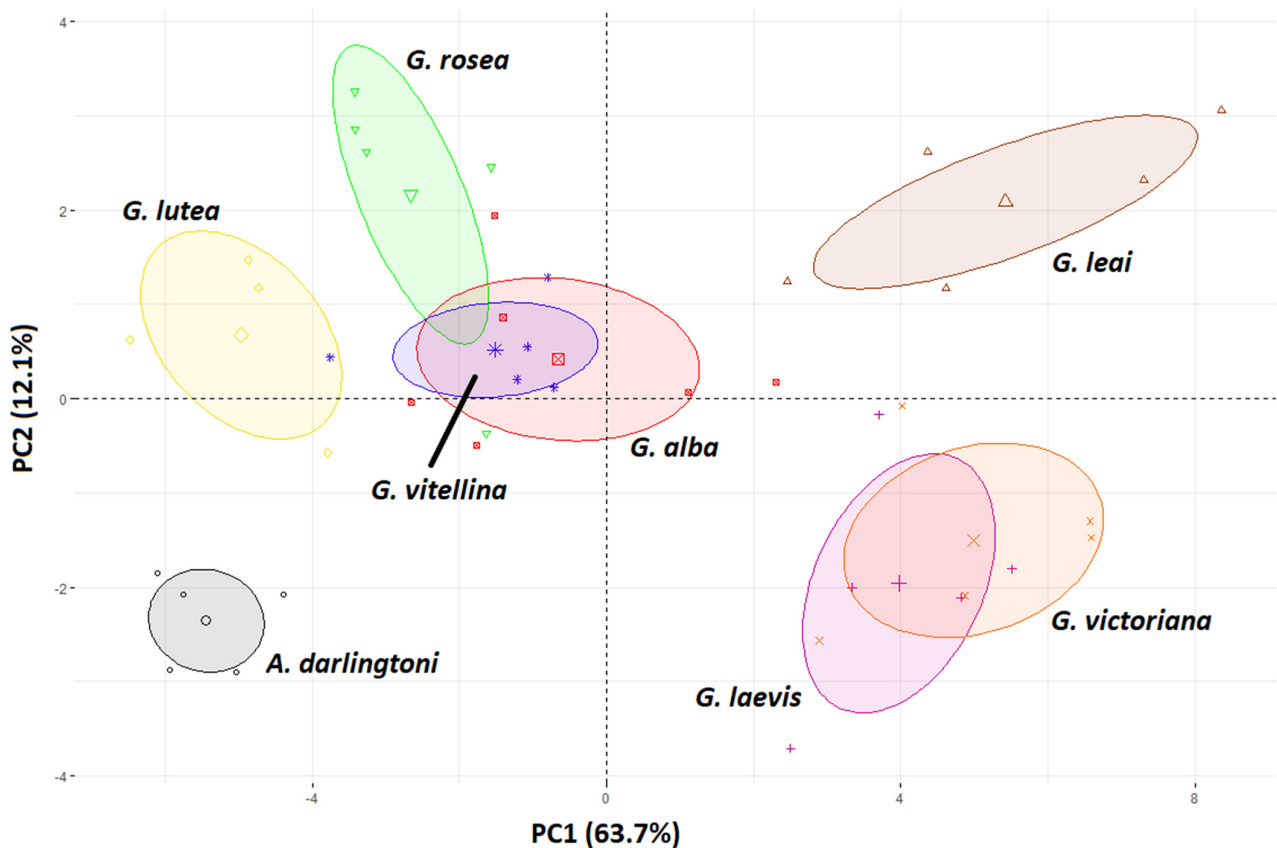 4
G. rosea
G. lutea
G. leai
2
PC2 (12.1%)
0
G. alba
G. vitellina
-2
G. victoriana
A. darlingtoni
G. laevis
-4
-4
0
4
8
PC1 (63.7%)